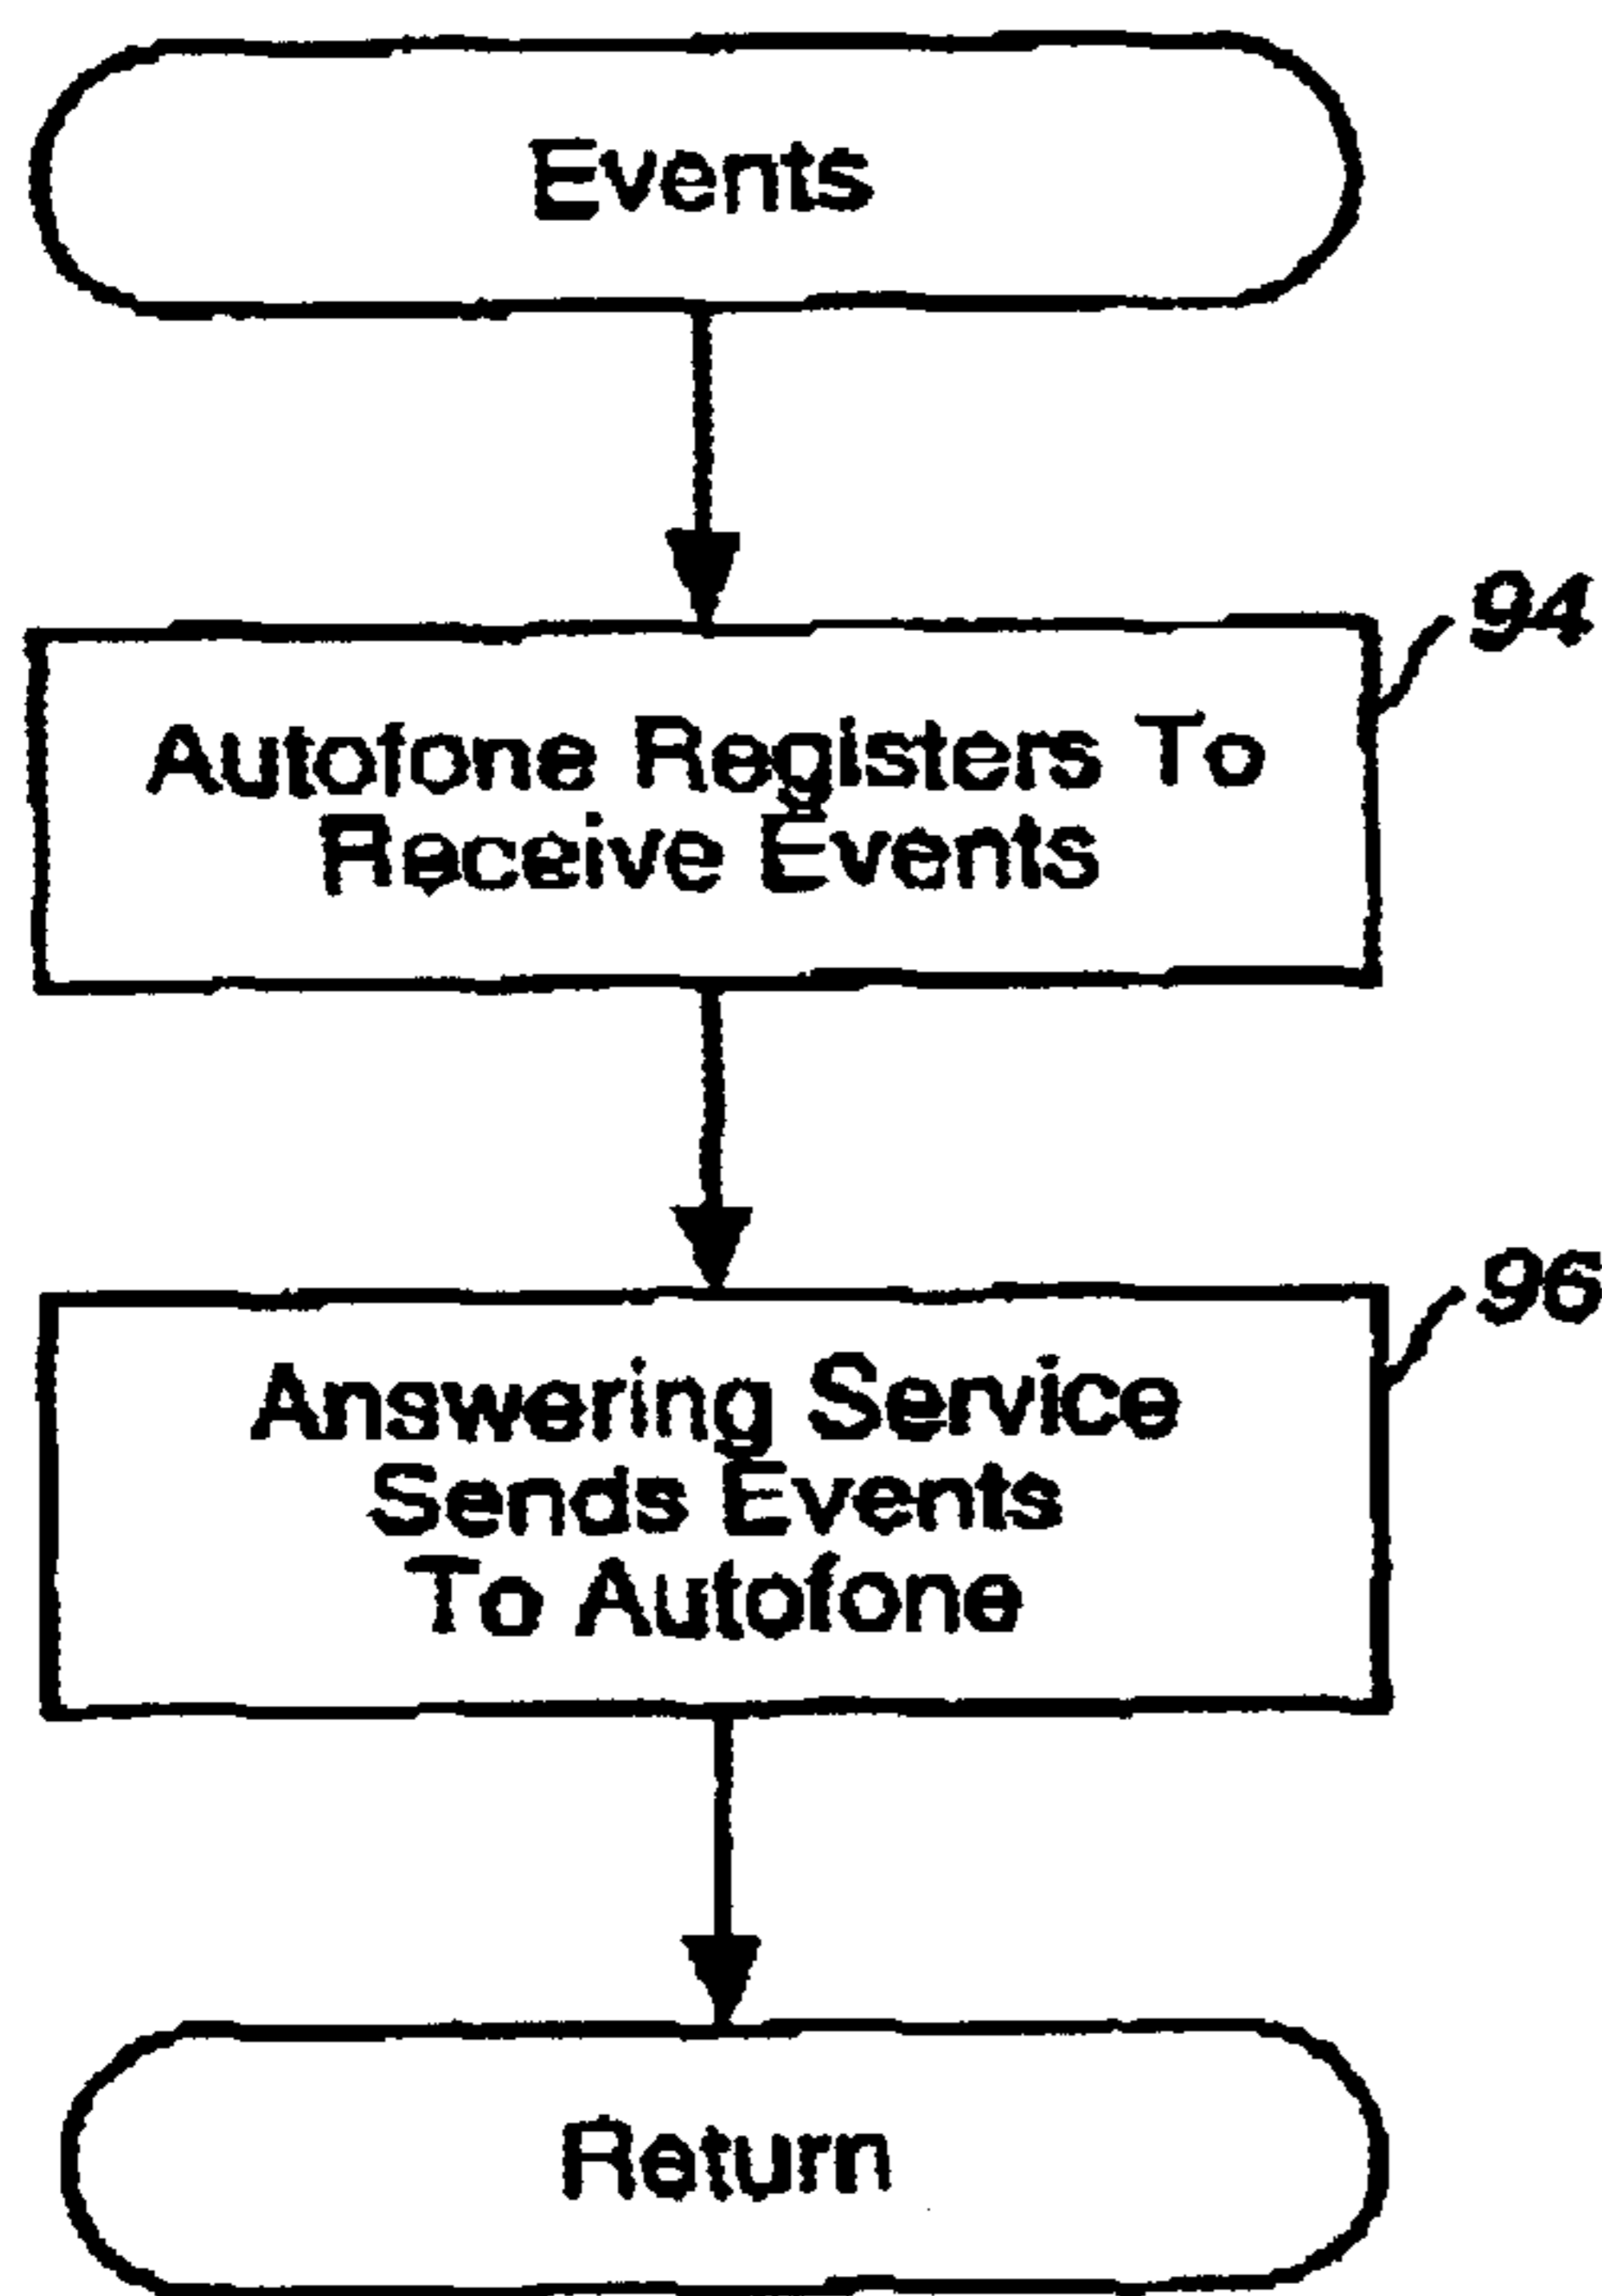 Events
94
Autofone Registers To
Receive Events
96
Answering Service
Sends Events
To Autofone
Return